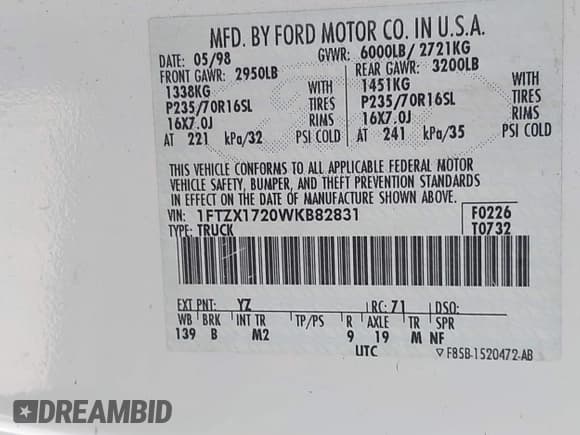 MFD. BY FORD MOTOR CO. IN U.S.A.
DATE: 05/98 GVWR: 6000LB/ 2721KG
FRONT GAWR: 2950LB REAR GAWR: 3200LB
1338KG WITH 1451KG WITH
P235/70R16SL TIRES P235/70R16SL TIRES
16X7.0J RIMS 16X7.0J RIMS
AT 221 kPa/32 PSI COLD AT 241 kPa/35 PSI COLD
THIS VEHICLE CONFORMS TO ALL APPLICABLE FEDERAL MOTOR
VEHICLE SAFETY, BUMPER, AND THEFT PREVENTION STANDARDS
IN EFFECT ON THE DATE OF MANUFACTURE SHOWN ABOVE.
VIN: 1FTZX1720WKB82831 F0226
TYPE: TRUCK T0732
EXT PNT: YZ RC: 71 DSO:
WB BRK INT TR TP/PS R AXLE TR SPR
139 B M2 9 19 M NF
UTC F85B-1520472-AB
DREAMBID